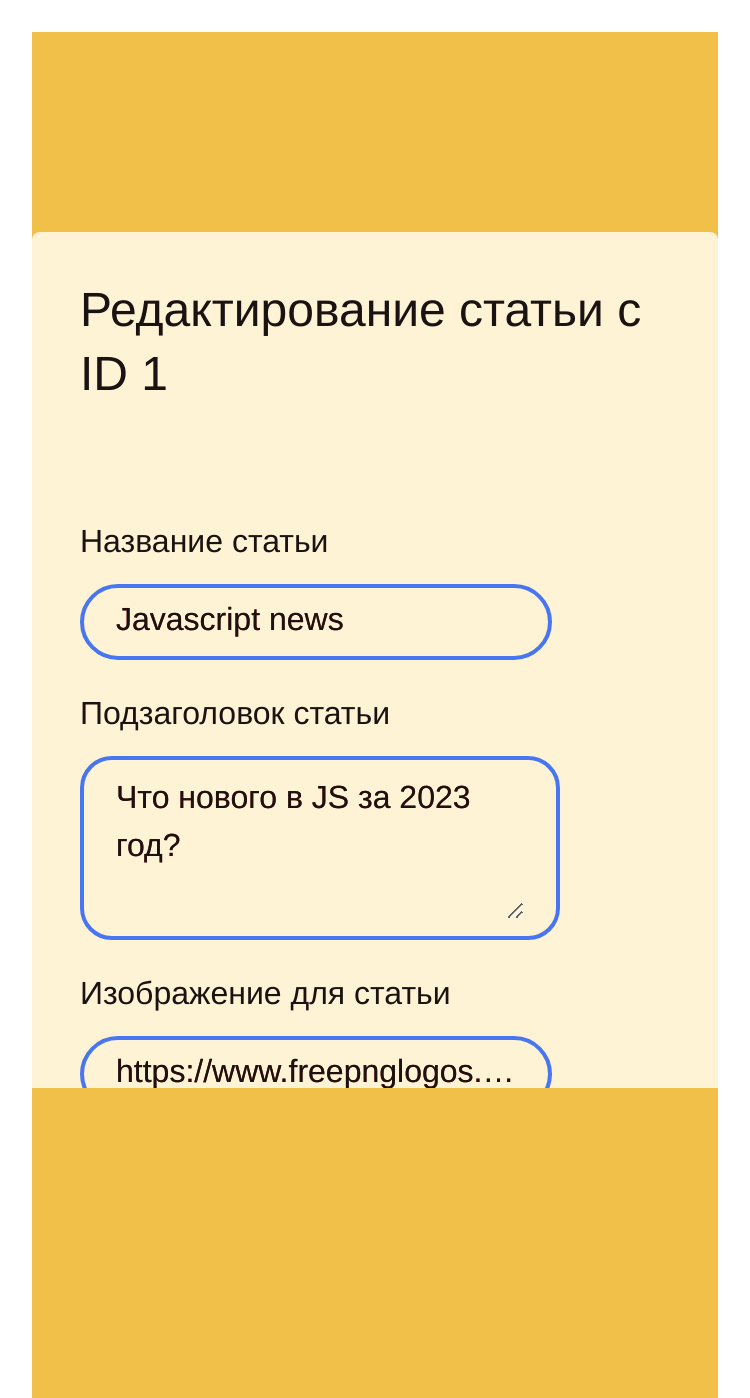 Редактирование статьи с
ID 1
Название статьи
Javascript news
Подзаголовок статьи
Что нового в JS за 2023
год?
Изображение для статьи
https://www.freepnglogos.…